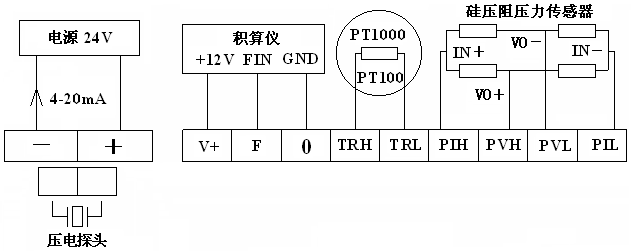 电源 24V
4-20mA
－ ＋
压电探头
积算仪
+12V FIN GND
PT1000
PT100
硅压阻压力传感器
IN＋ VO－ IN－
VO＋
V+ F 0 TRH TRL PIH PVH PVL PIL